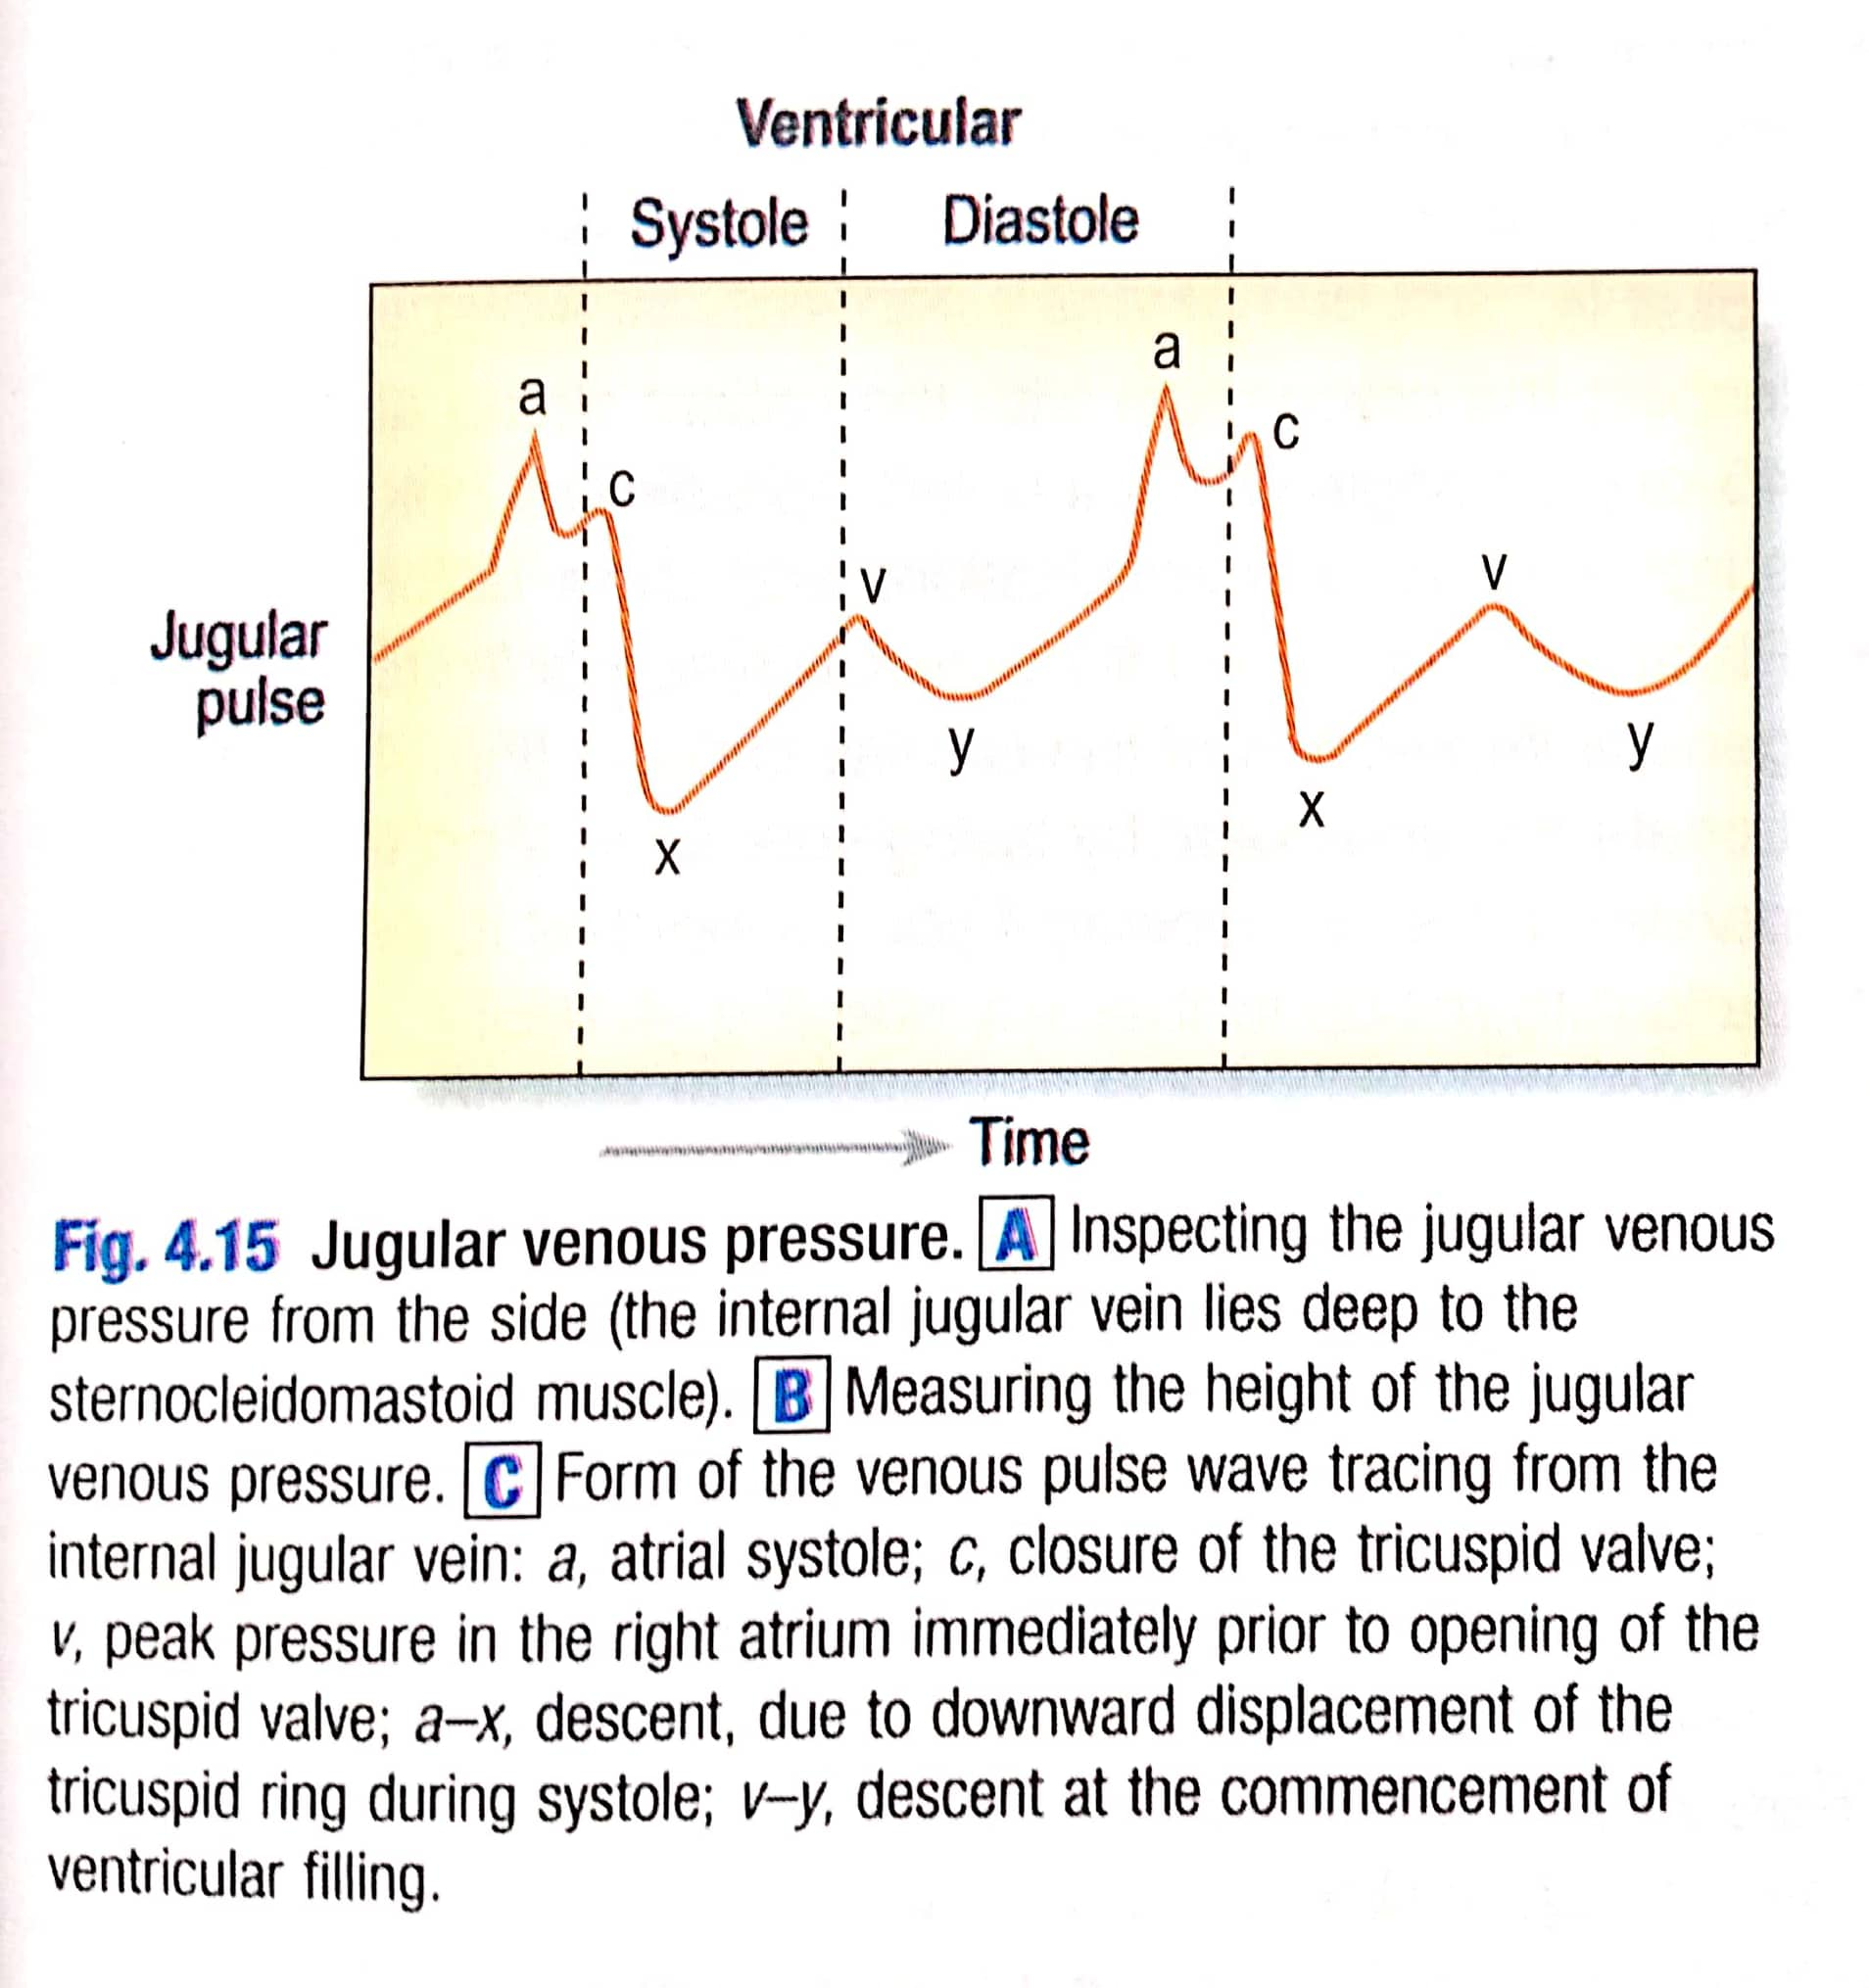 Ventricular
Systole Diastole
a
a
c
c
v
v
Jugular
pulse
y
y
x
x
Time
Fig. 4.15 Jugular venous pressure. A Inspecting the jugular venous
pressure from the side (the internal jugular vein lies deep to the
sternocleidomastoid muscle). B Measuring the height of the jugular
venous pressure. C Form of the venous pulse wave tracing from the
internal jugular vein: a, atrial systole; c, closure of the tricuspid valve;
v, peak pressure in the right atrium immediately prior to opening of the
tricuspid valve; a–x, descent, due to downward displacement of the
tricuspid ring during systole; v–y, descent at the commencement of
ventricular filling.